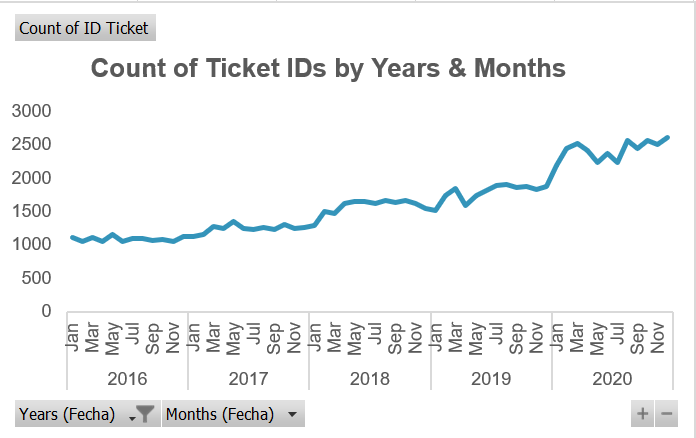 Count of ID Ticket
Count of Ticket IDs by Years & Months
3000
2500
2000
1500
1000
500
0
Jan Mar May Jul Sep Nov Jan Mar May Jul Sep Nov Jan Mar May Jul Sep Nov Jan Mar May Jul Sep Nov Jan Mar May Jul Sep Nov
2016 2017 2018 2019 2020
Years (Fecha) Months (Fecha) + −